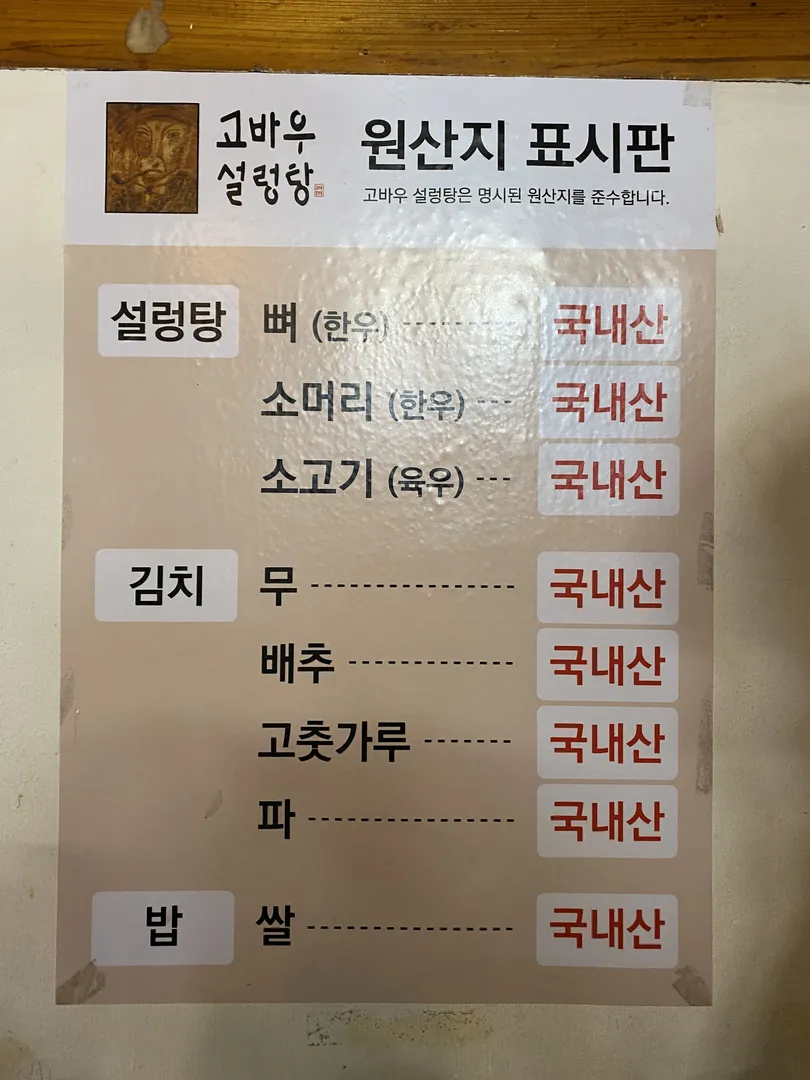 고바우
설렁탕
원산지 표시판
고바우 설렁탕은 명시된 원산지를 준수합니다.
설렁탕 뼈 (한우) ---------- 국내산
소머리 (한우) --- 국내산
소고기 (육우) --- 국내산
김치 무 ------------------ 국내산
배추 -------------- 국내산
고춧가루 ------- 국내산
파 ------------------ 국내산
밥 쌀 ------------------ 국내산